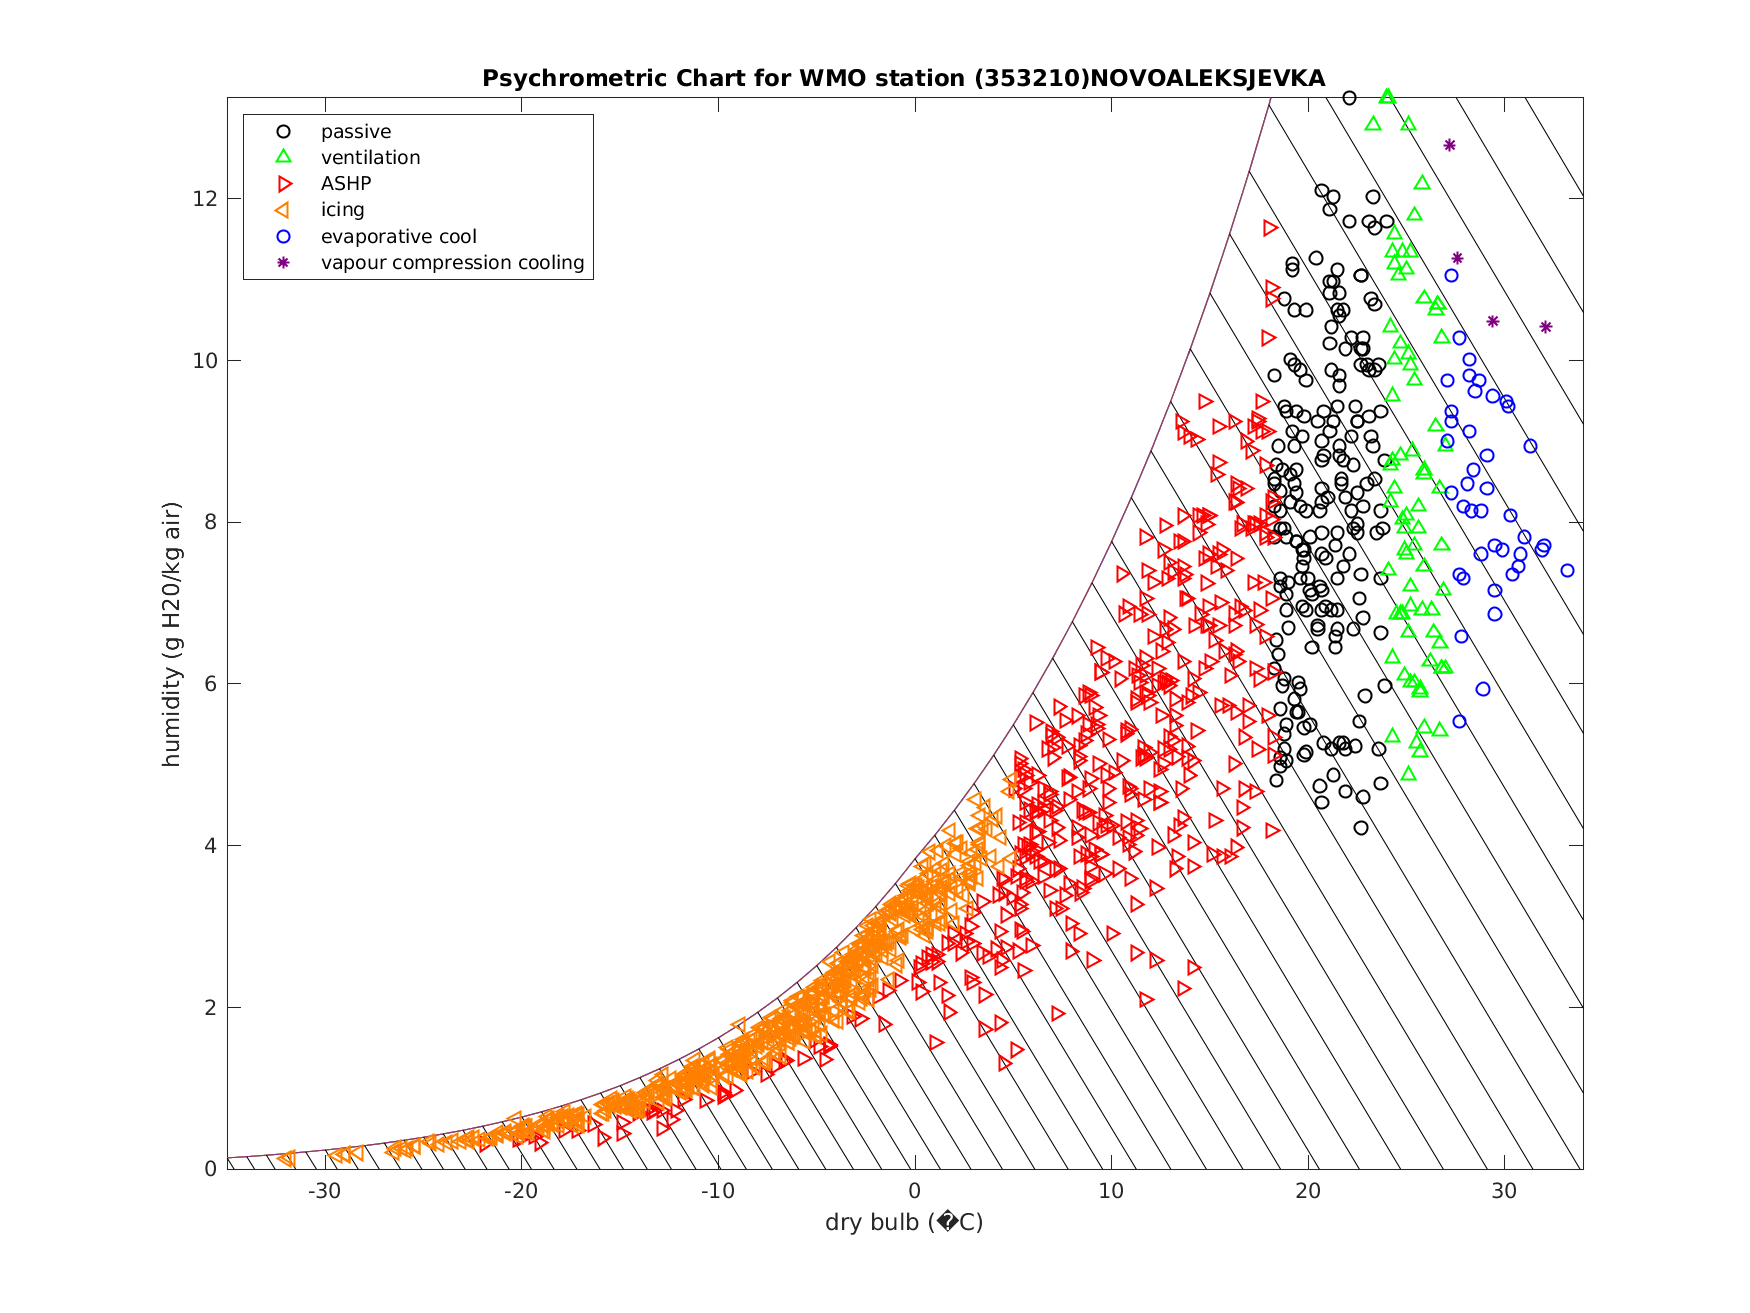 Psychrometric Chart for WMO station (353210)NOVOALEKSJEVKA
passive
ventilation
ASHP
icing
evaporative cool
vapour compression cooling
humidity (g H20/kg air)
12
10
8
6
4
2
0
-30 -20 -10 0 10 20 30
dry bulb (�C)